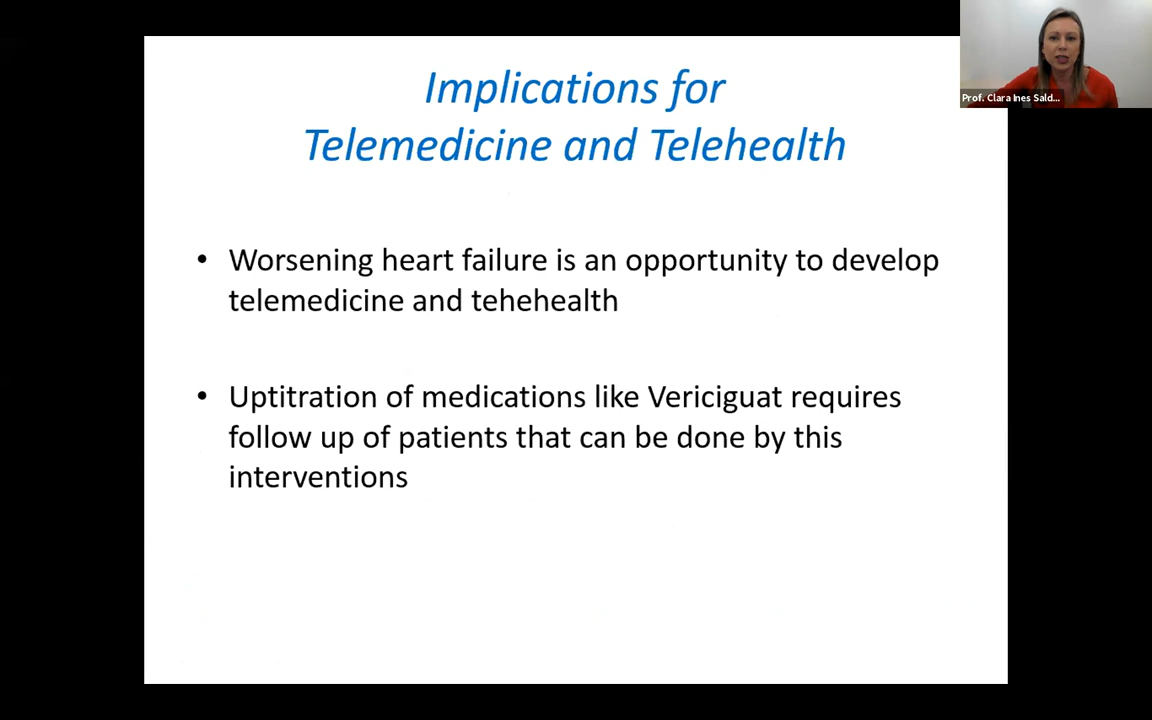 Implications for
Telemedicine and Telehealth
• Worsening heart failure is an opportunity to develop
telemedicine and tehehealth
• Uptitration of medications like Vericiguat requires
follow up of patients that can be done by this
interventions
Prof. Clara Ines Sald...